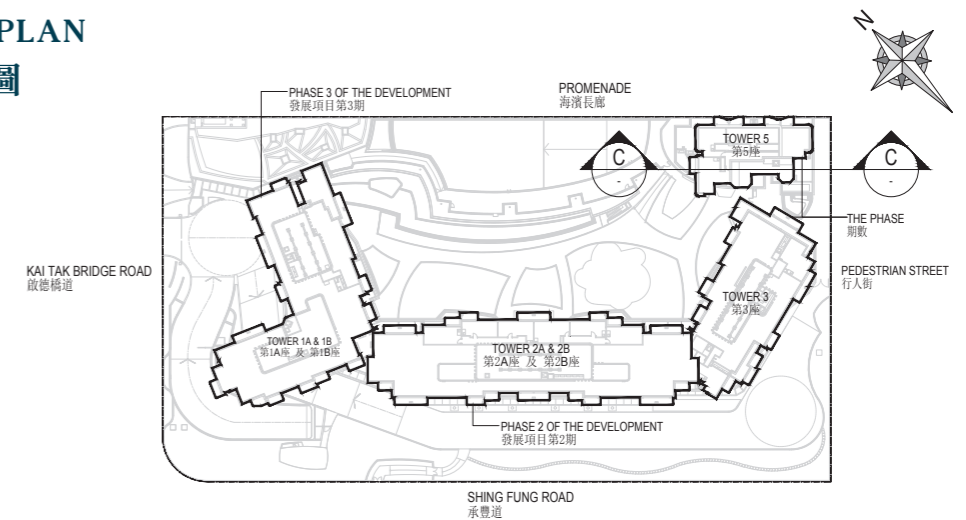 PLAN
圖
N
PHASE 3 OF THE DEVELOPMENT
發展項目第3期
PROMENADE
海濱長廊
TOWER 5
第5座
C
-
C
-
THE PHASE
期數
KAI TAK BRIDGE ROAD
啟德橋道
PEDESTRIAN STREET
行人街
TOWER 3
第3座
TOWER 1A & 1B
第1A座 及 第1B座
TOWER 2A & 2B
第2A座 及 第2B座
PHASE 2 OF THE DEVELOPMENT
發展項目第2期
SHING FUNG ROAD
承豐道